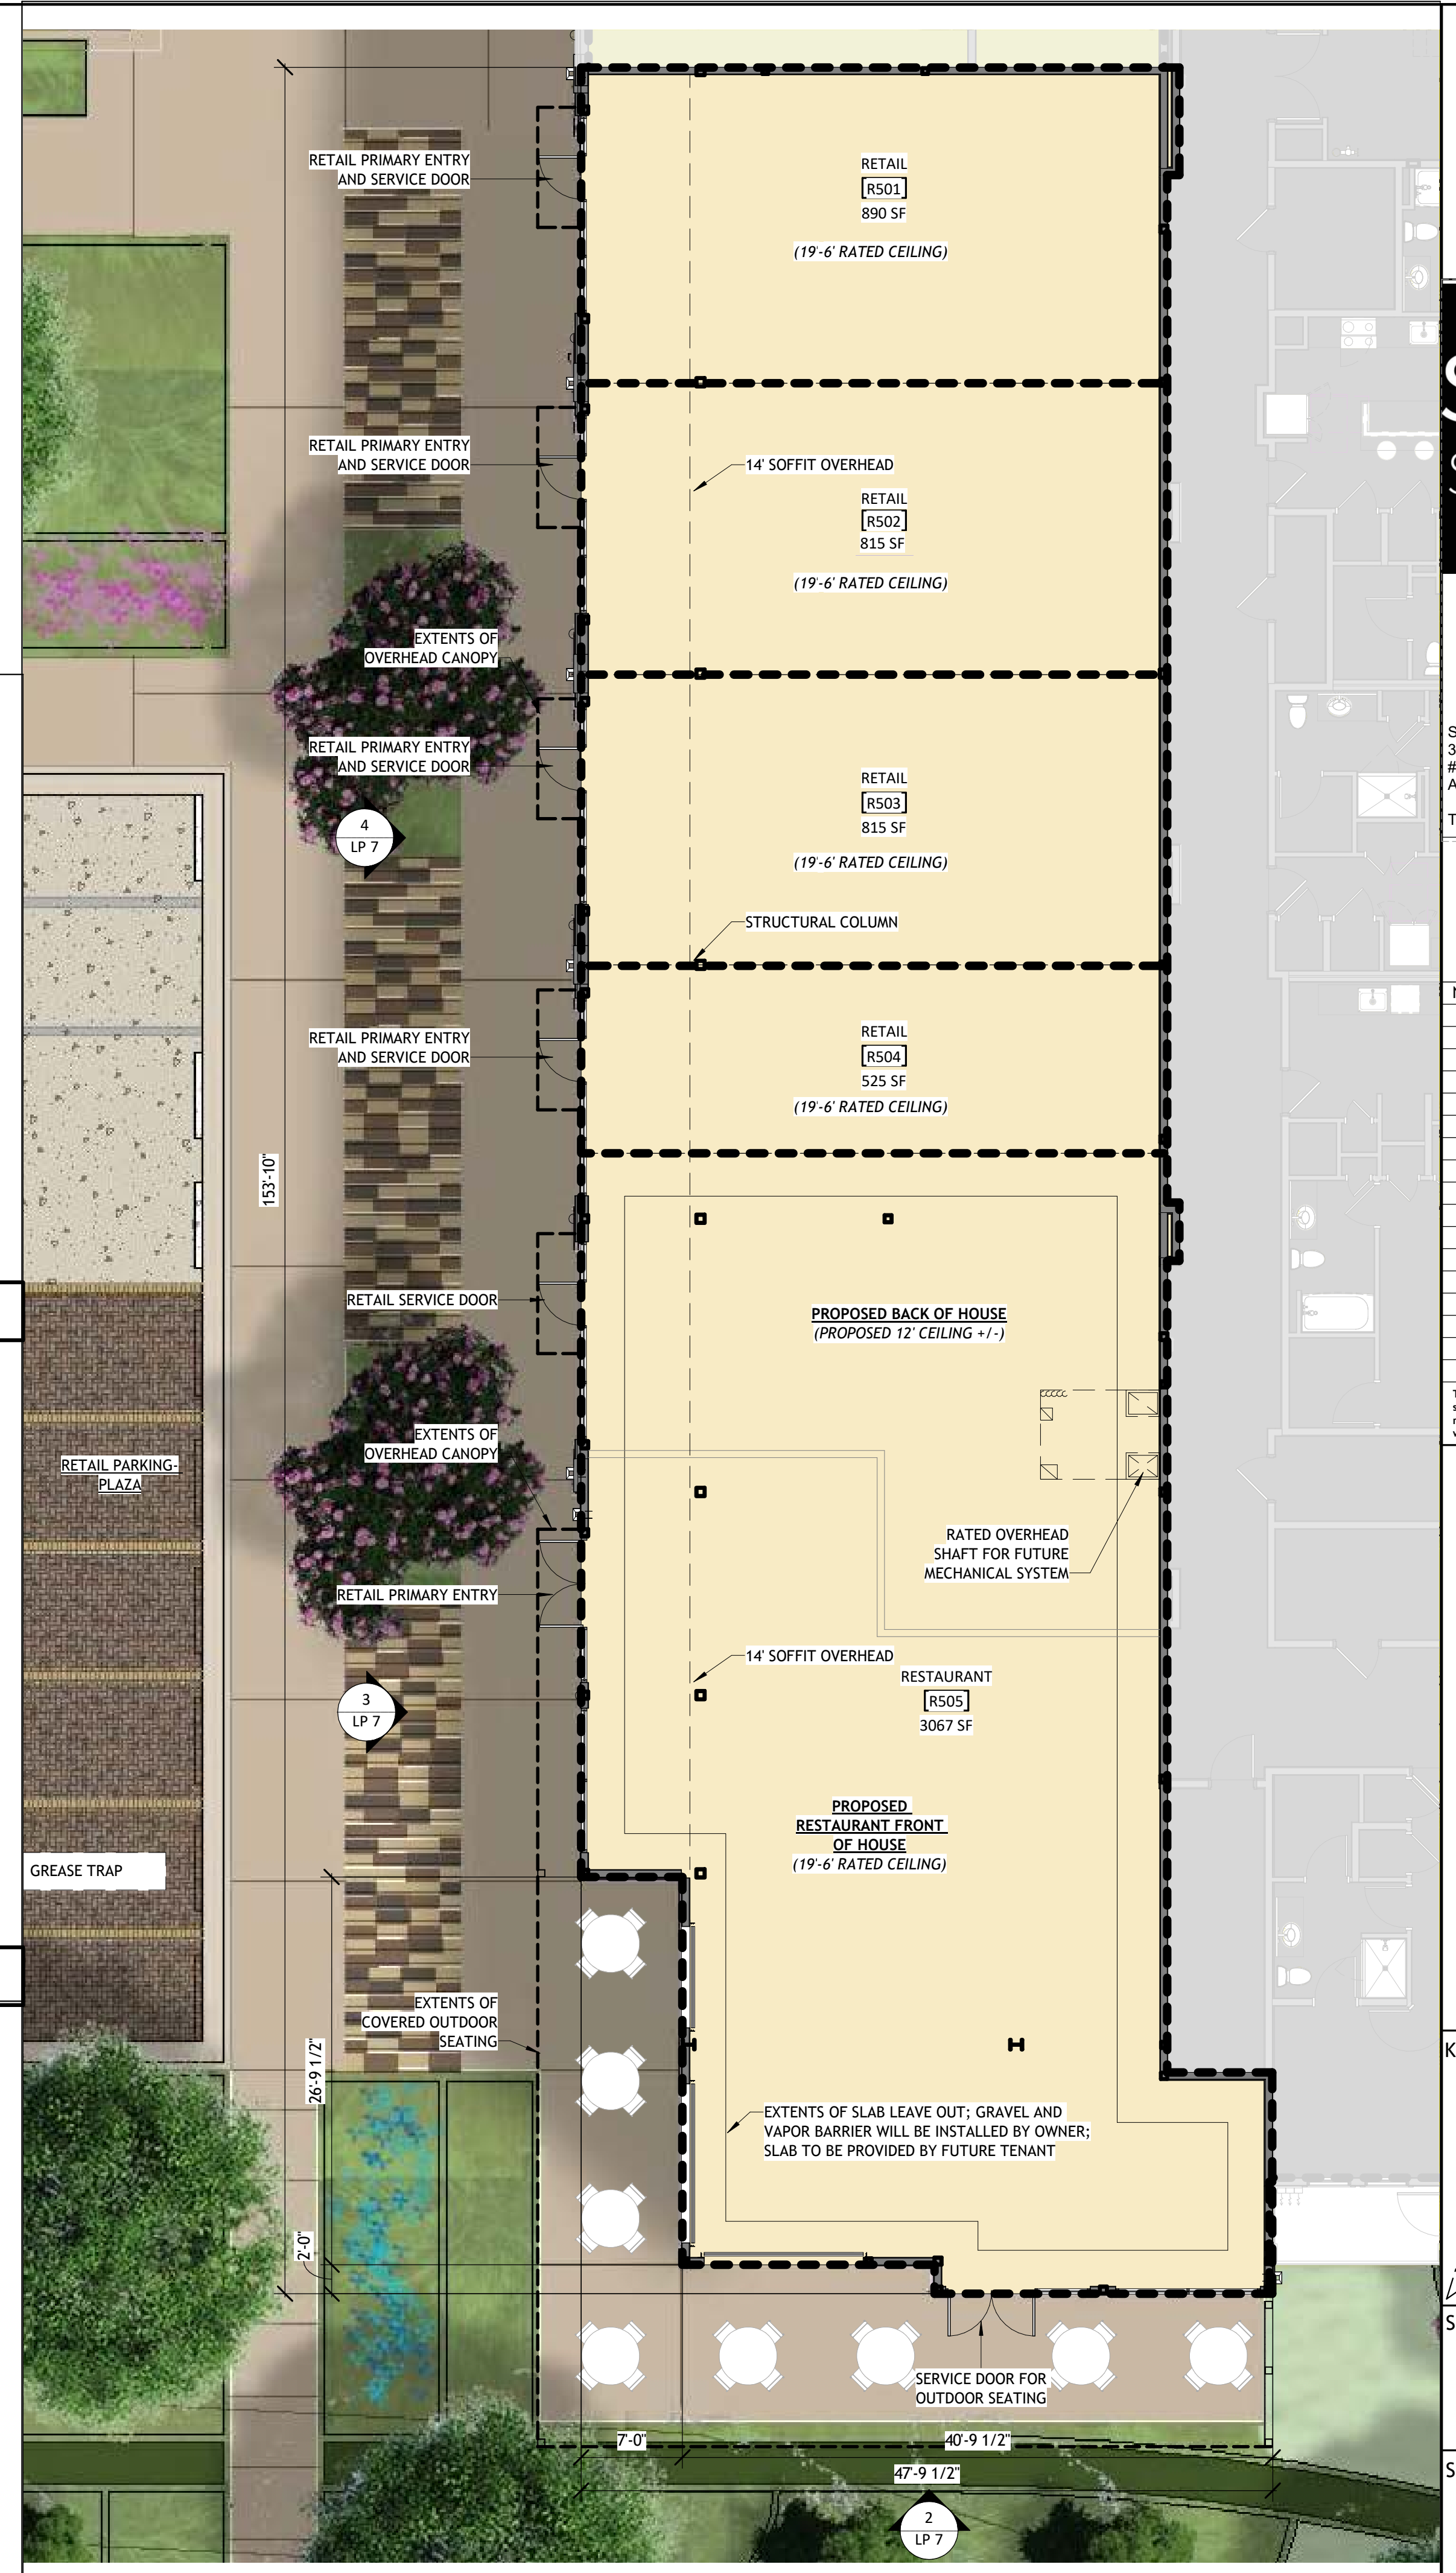 RETAIL PRIMARY ENTRY
AND SERVICE DOOR
RETAIL
R501
890 SF
(19'-6' RATED CEILING)
RETAIL PRIMARY ENTRY
AND SERVICE DOOR
14' SOFFIT OVERHEAD
RETAIL
R502
815 SF
(19'-6' RATED CEILING)
EXTENTS OF
OVERHEAD CANOPY
RETAIL PRIMARY ENTRY
AND SERVICE DOOR
RETAIL
R503
815 SF
(19'-6' RATED CEILING)
4
LP 7
STRUCTURAL COLUMN
RETAIL PRIMARY ENTRY
AND SERVICE DOOR
RETAIL
R504
525 SF
(19'-6' RATED CEILING)
153'-10"
RETAIL SERVICE DOOR
PROPOSED BACK OF HOUSE
(PROPOSED 12' CEILING +/-)
EXTENTS OF
OVERHEAD CANOPY
RETAIL PARKING-
PLAZA
RATED OVERHEAD
SHAFT FOR FUTURE
MECHANICAL SYSTEM
RETAIL PRIMARY ENTRY
14' SOFFIT OVERHEAD
RESTAURANT
R505
3067 SF
3
LP 7
PROPOSED
RESTAURANT FRONT
OF HOUSE
(19'-6' RATED CEILING)
GREASE TRAP
EXTENTS OF
COVERED OUTDOOR
SEATING
26'-9 1/2"
EXTENTS OF SLAB LEAVE OUT; GRAVEL AND
VAPOR BARRIER WILL BE INSTALLED BY OWNER;
SLAB TO BE PROVIDED BY FUTURE TENANT
2'-0"
SERVICE DOOR FOR
OUTDOOR SEATING
7'-0"
40'-9 1/2"
47'-9 1/2"
2
LP 7